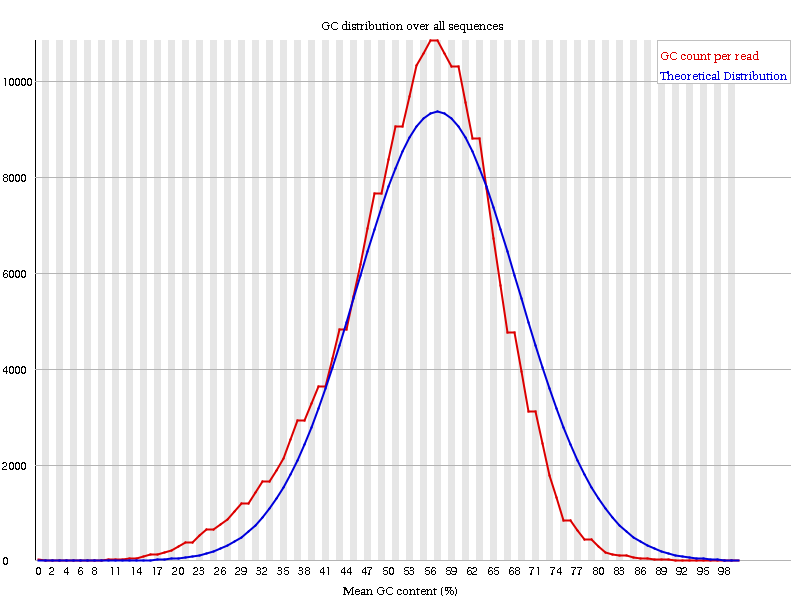 GC distribution over all sequences
GC count per read
Theoretical Distribution
10000
8000
6000
4000
2000
0
0 2 4 6 8 11 14 17 20 23 26 29 32 35 38 41 44 47 50 53 56 59 62 65 68 71 74 77 80 83 86 89 92 95 98
Mean GC content (%)